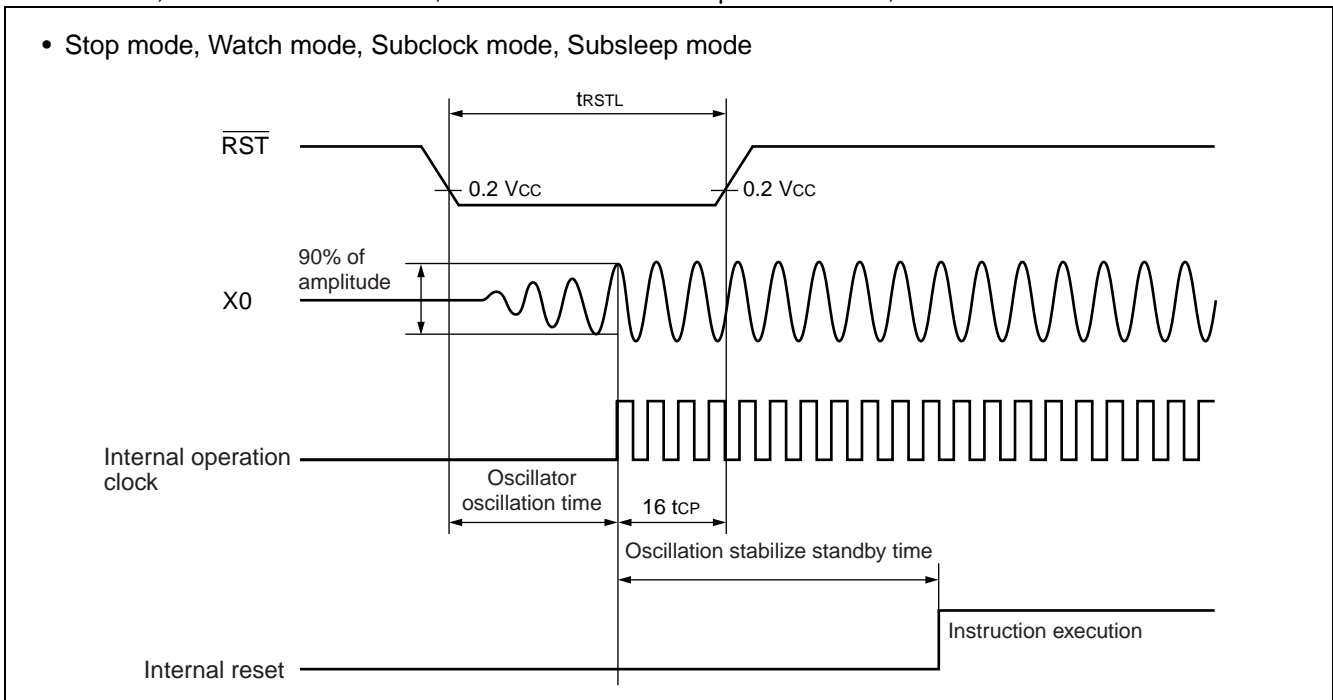 • Stop mode, Watch mode, Subclock mode, Subsleep mode
tRSTL
RST
0.2 VCC
0.2 VCC
90% of
amplitude
X0
Internal operation
clock
Oscillator
oscillation time
16 tCP
Oscillation stabilize standby time
Instruction execution
Internal reset